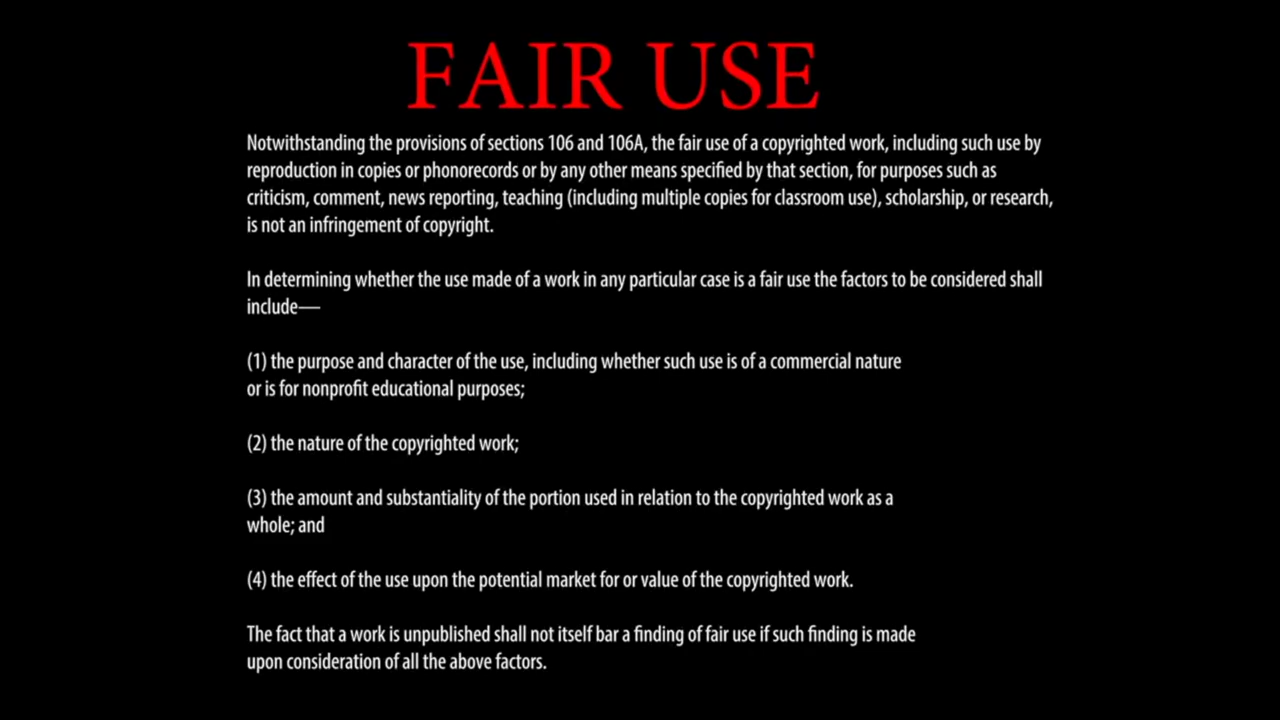 FAIR USE
Notwithstanding the provisions of sections 106 and 106A, the fair use of a copyrighted work, including such use by
reproduction in copies or phonorecords or by any other means specified by that section, for purposes such as
criticism, comment, news reporting, teaching (including multiple copies for classroom use), scholarship, or research,
is not an infringement of copyright.
In determining whether the use made of a work in any particular case is a fair use the factors to be considered shall
include—
(1) the purpose and character of the use, including whether such use is of a commercial nature
or is for nonprofit educational purposes;
(2) the nature of the copyrighted work;
(3) the amount and substantiality of the portion used in relation to the copyrighted work as a
whole; and
(4) the effect of the use upon the potential market for or value of the copyrighted work.
The fact that a work is unpublished shall not itself bar a finding of fair use if such finding is made
upon consideration of all the above factors.